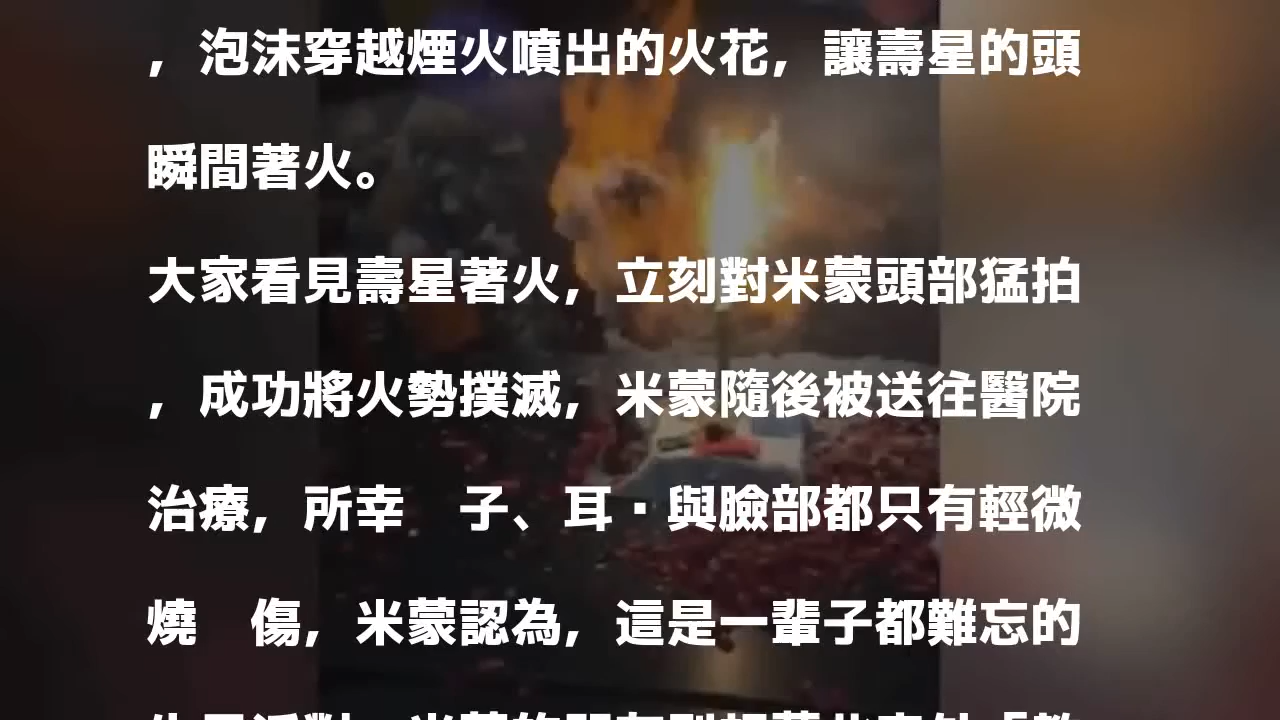 ，泡沫穿越煙火噴出的火花，讓壽星的頭
瞬間著火。
大家看見壽星著火，立刻對米蒙頭部猛拍
，成功將火勢撲滅，米蒙隨後被送往醫院
治療，所幸　子、耳▪與臉部都只有輕微
燒　傷，米蒙認為，這是一輩子都難忘的